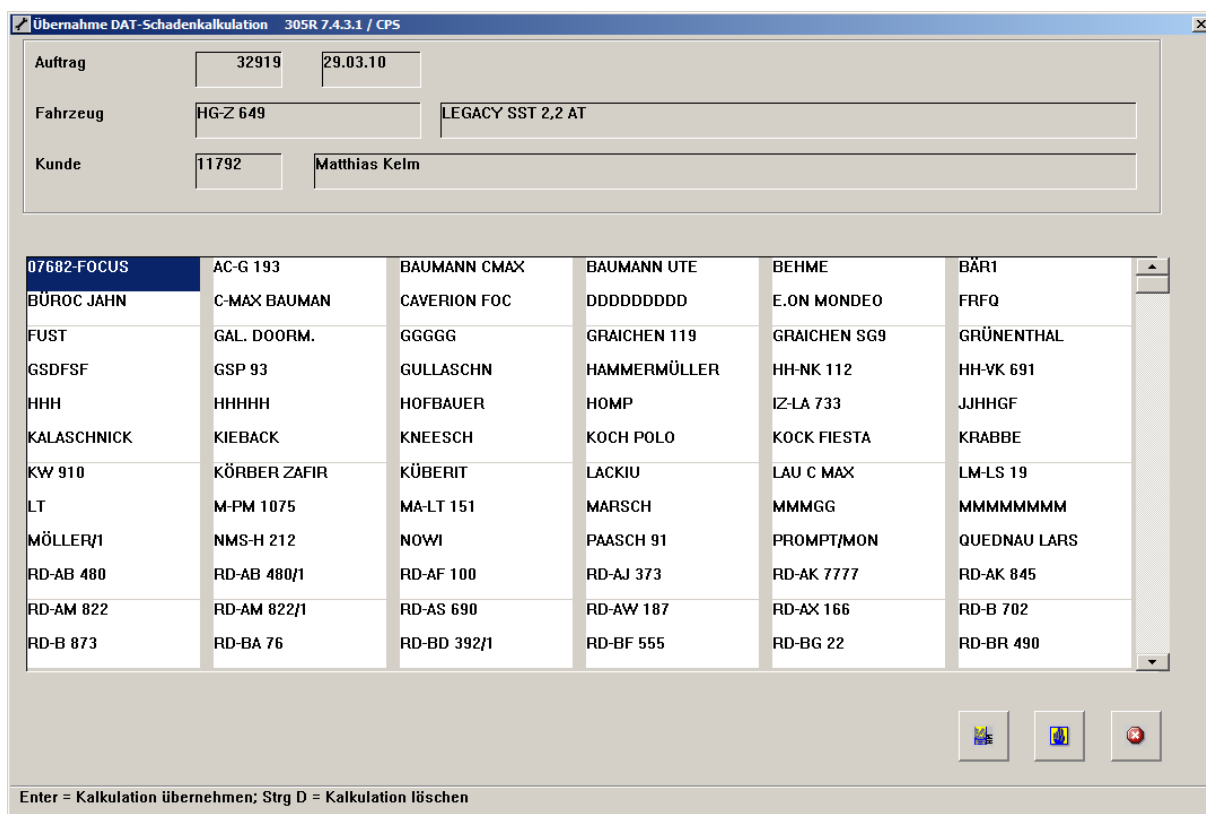 Übernahme DAT-Schadenkalkulation 305R 7.4.3.1 / CPS
Auftrag 32919 29.03.10
Fahrzeug HG-Z 649 LEGACY SST 2,2 AT
Kunde 11792 Matthias Kelm
07682-FOCUS AC-G 193 BAUMANN CMAX BAUMANN UTE BEHME BÄR1
BÜROC JAHN C-MAX BAUMAN CAVERION FOC DDDDDDDDD E.ON MONDEO FRFQ
FUST GAL. DOORM. GGGGG GRAICHEN 119 GRAICHEN SG9 GRÜNENTHAL
GSDFSF GSP 93 GULLASCHN HAMMERMÜLLER HH-NK 112 HH-VK 691
HHH HHHHH HOFBAUER HOMP IZ-LA 733 JJHHGF
KALASCHNICK KIEBACK KNEESCH KOCH POLO KOCK FIESTA KRABBE
KW 910 KÖRBER ZAFIR KÜBERIT LACKIU LAU C MAX LM-LS 19
LT M-PM 1075 MA-LT 151 MARSCH MMMGG MMMMMMMM
MÖLLER/1 NMS-H 212 NOWI PAASCH 91 PROMPT/MON QUEDNAU LARS
RD-AB 480 RD-AB 480/1 RD-AF 100 RD-AJ 373 RD-AK 7777 RD-AK 845
RD-AM 822 RD-AM 822/1 RD-AS 690 RD-AW 187 RD-AX 166 RD-B 702
RD-B 873 RD-BA 76 RD-BD 392/1 RD-BF 555 RD-BG 22 RD-BR 490
Enter = Kalkulation übernehmen; Strg D = Kalkulation löschen